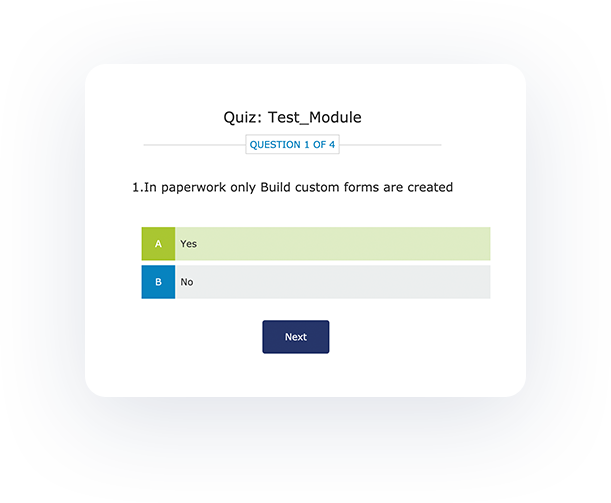 Quiz: Test_Module
QUESTION 1 OF 4
1.In paperwork only Build custom forms are created
A Yes
B No
Next